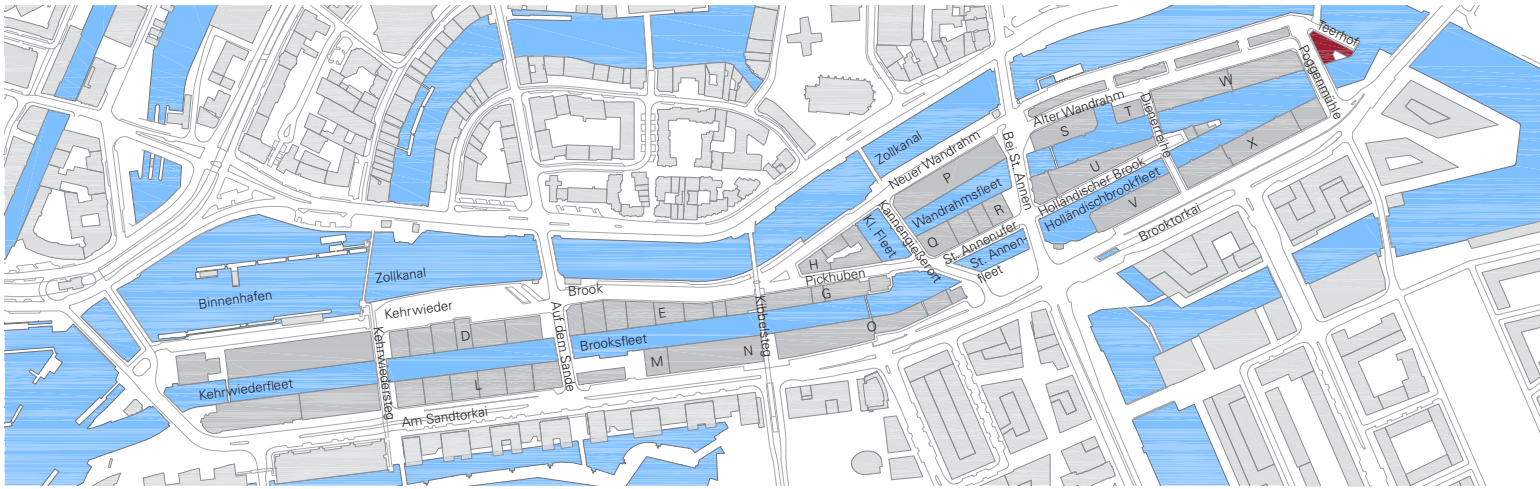 Teerhof
Poggenmühle
W
Dienerreihe
T
Alter Wandrahm
S
X
Zollkanal
Neuer Wandrahm
Bei St. Annen
U
Holländischer Brook
Holländischbrookfleet
V
Brooktorkai
P
Wandrahmsfleet
R
Q
Kannengießerort
Kl. Fleet
St. Annenufer
St. Annen-
fleet
H
Pickhuben
G
Zollkanal
Binnenhafen
Brook
Kehrwieder
E
Kibbelsteg
Auf dem Sande
O
D
Brooksfleet
N
M
Kehrwiedersteg
Kehrwiederfleet
L
Am Sandtorkai